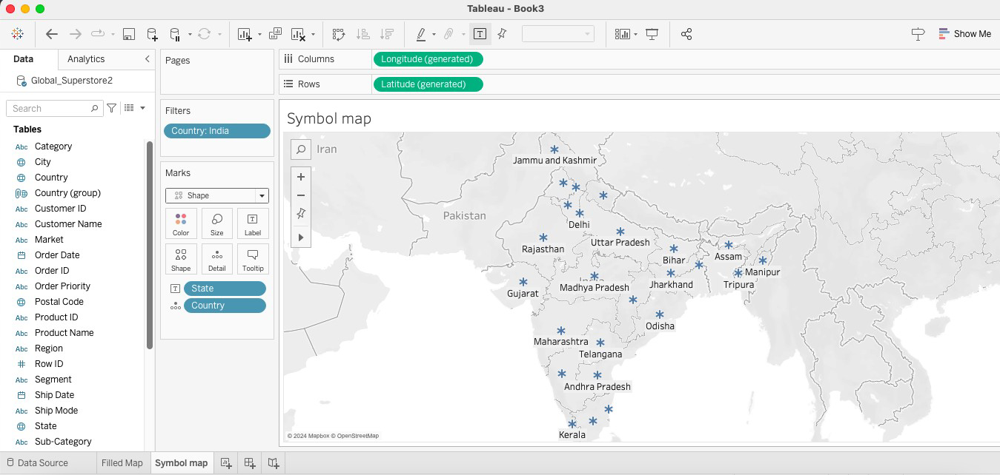 Tableau - Book3
Show Me
Data
Analytics
Global_Superstore2
Search
Tables
Abc Category
City
Country
Country (group)
Abc Customer ID
Abc Customer Name
Abc Market
Order Date
Abc Order ID
Abc Order Priority
Postal Code
Abc Product ID
Abc Product Name
Abc Region
# Row ID
Abc Segment
Ship Date
Abc Ship Mode
State
Abc Sub-Category
Pages
Filters
Country: India
Marks
Shape
Color
Size
Label
Shape
Detail
Tooltip
State
Country
Columns
Longitude (generated)
Rows
Latitude (generated)
Symbol map
Iran
Jammu and Kashmir
Pakistan
Delhi
Rajasthan
Uttar Pradesh
Bihar
Assam
Manipur
Gujarat
Madhya Pradesh
Jharkhand
Tripura
Odisha
Maharashtra
Telangana
Andhra Pradesh
Kerala
© 2024 Mapbox © OpenStreetMap
Data Source
Filled Map
Symbol map